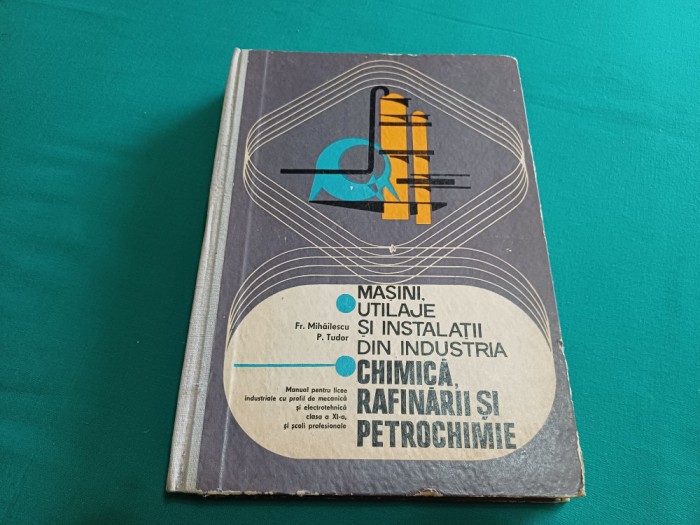 MAȘINI,
UTILAJE
ȘI INSTALAȚII
DIN INDUSTRIA
CHIMICĂ,
RAFINĂRII ȘI
PETROCHIMIE
Fr. Mihăilescu
P. Tudor
Manual pentru licee
industriale cu profil de mecanică
și electrotehnică
clasa a XI-a,
și școli profesionale